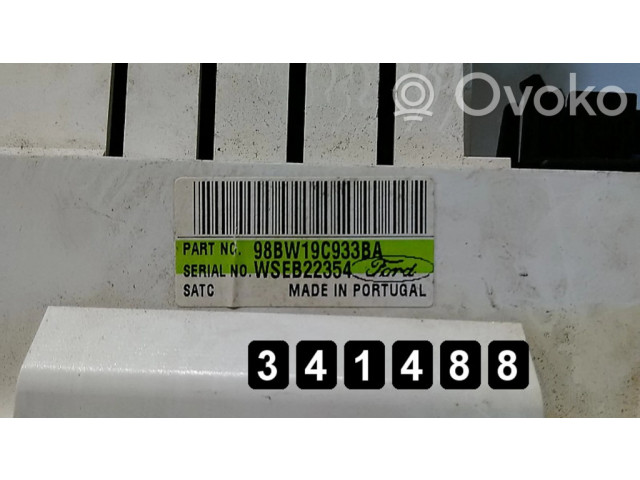 Ovoko
PART NO. 98BW19C933BA
SERIAL NO. WSEB22354 Ford
SATC MADE IN PORTUGAL
341488